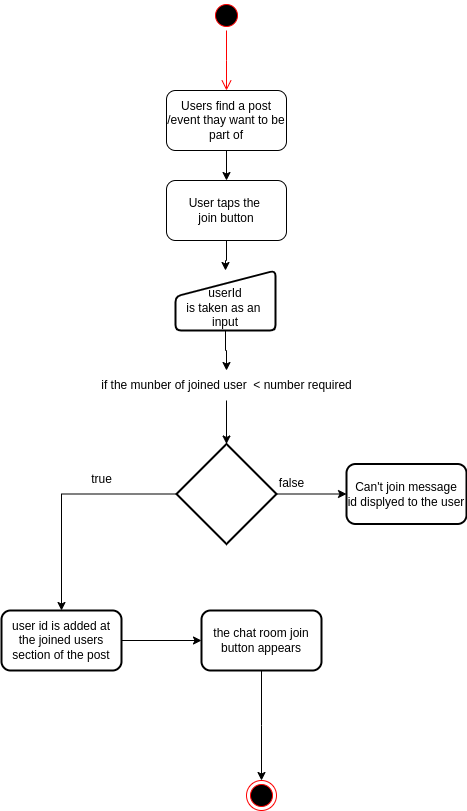 Users find a post
/event thay want to be
part of
User taps the
join button
userId
is taken as an
input
if the munber of joined user < number required
true
false
Can't join message
id displyed to the user
user id is added at
the joined users
section of the post
the chat room join
button appears